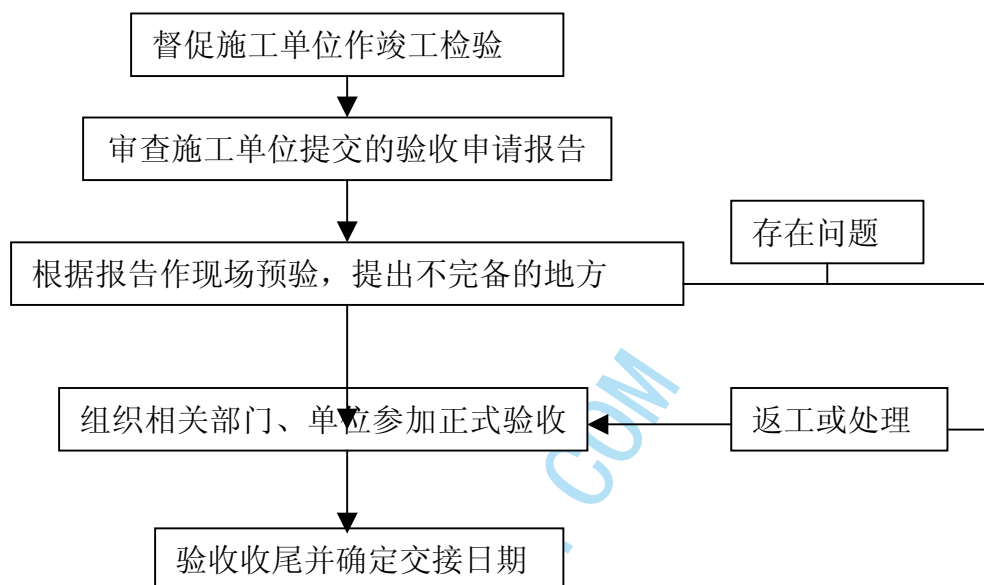 督促施工单位作竣工检验
审查施工单位提交的验收申请报告
存在问题
根据报告作现场预验，提出不完备的地方
组织相关部门、单位参加正式验收
返工或处理
COM
验收收尾并确定交接日期